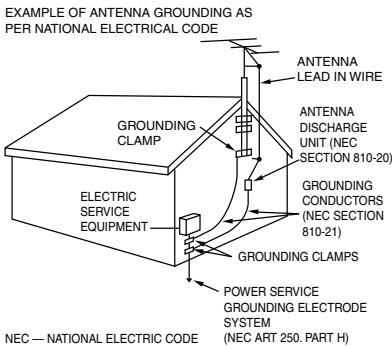 EXAMPLE OF ANTENNA GROUNDING AS
PER NATIONAL ELECTRICAL CODE
ANTENNA
LEAD IN WIRE
GROUNDING
CLAMP
ANTENNA
DISCHARGE
UNIT (NEC
SECTION 810-20)
ELECTRIC
SERVICE
EQUIPMENT
GROUNDING
CONDUCTORS
(NEC SECTION
810-21)
GROUNDING CLAMPS
POWER SERVICE
GROUNDING ELECTRODE
SYSTEM
(NEC ART 250. PART H)
NEC — NATIONAL ELECTRIC CODE